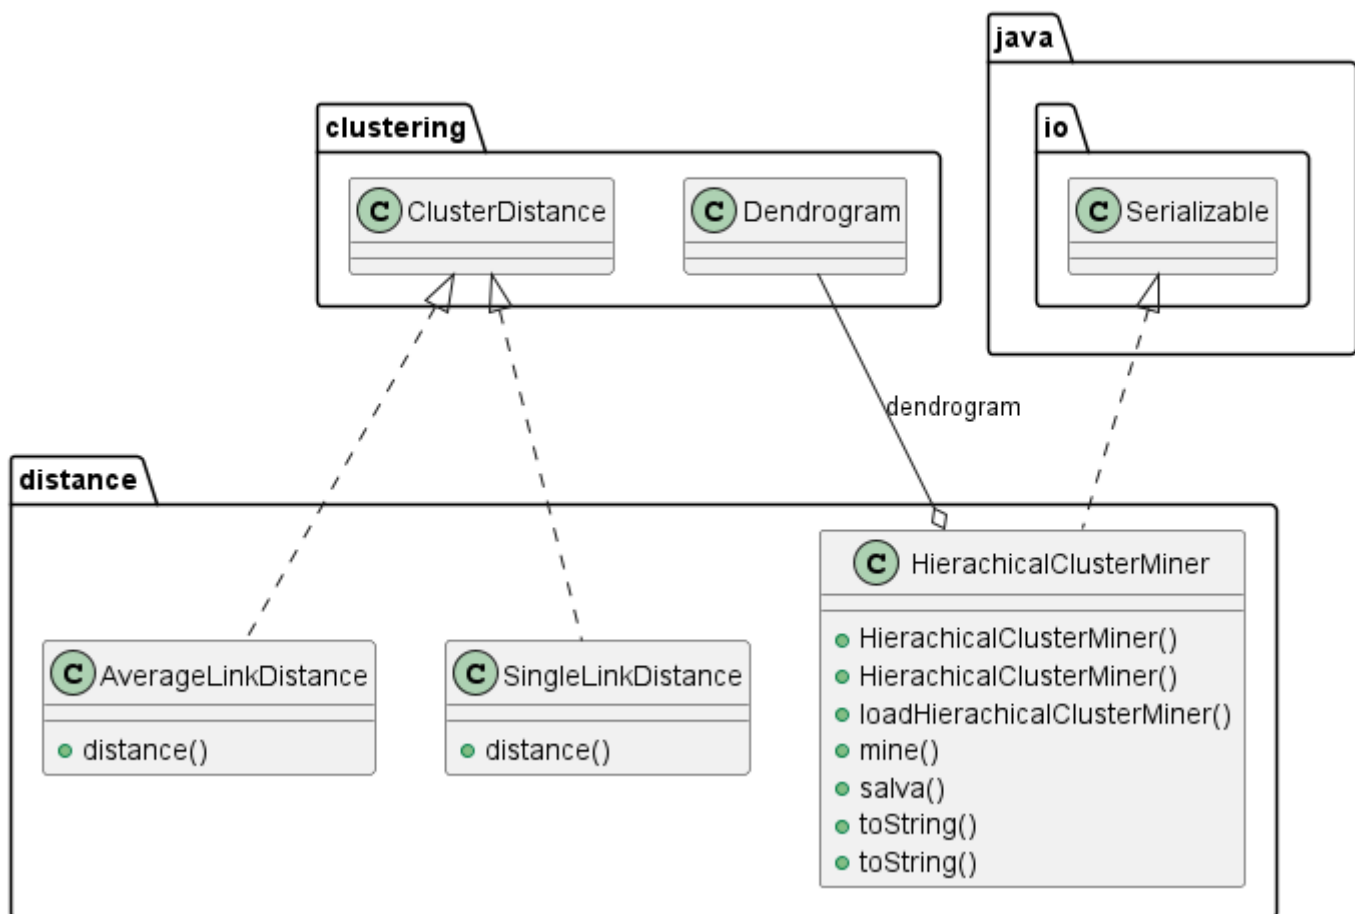 java
clustering
io
C ClusterDistance
C Dendrogram
C Serializable
dendrogram
distance
C HierachicalClusterMiner
HierachicalClusterMiner()
HierachicalClusterMiner()
loadHierachicalClusterMiner()
mine()
salva()
toString()
toString()
C AverageLinkDistance
distance()
C SingleLinkDistance
distance()